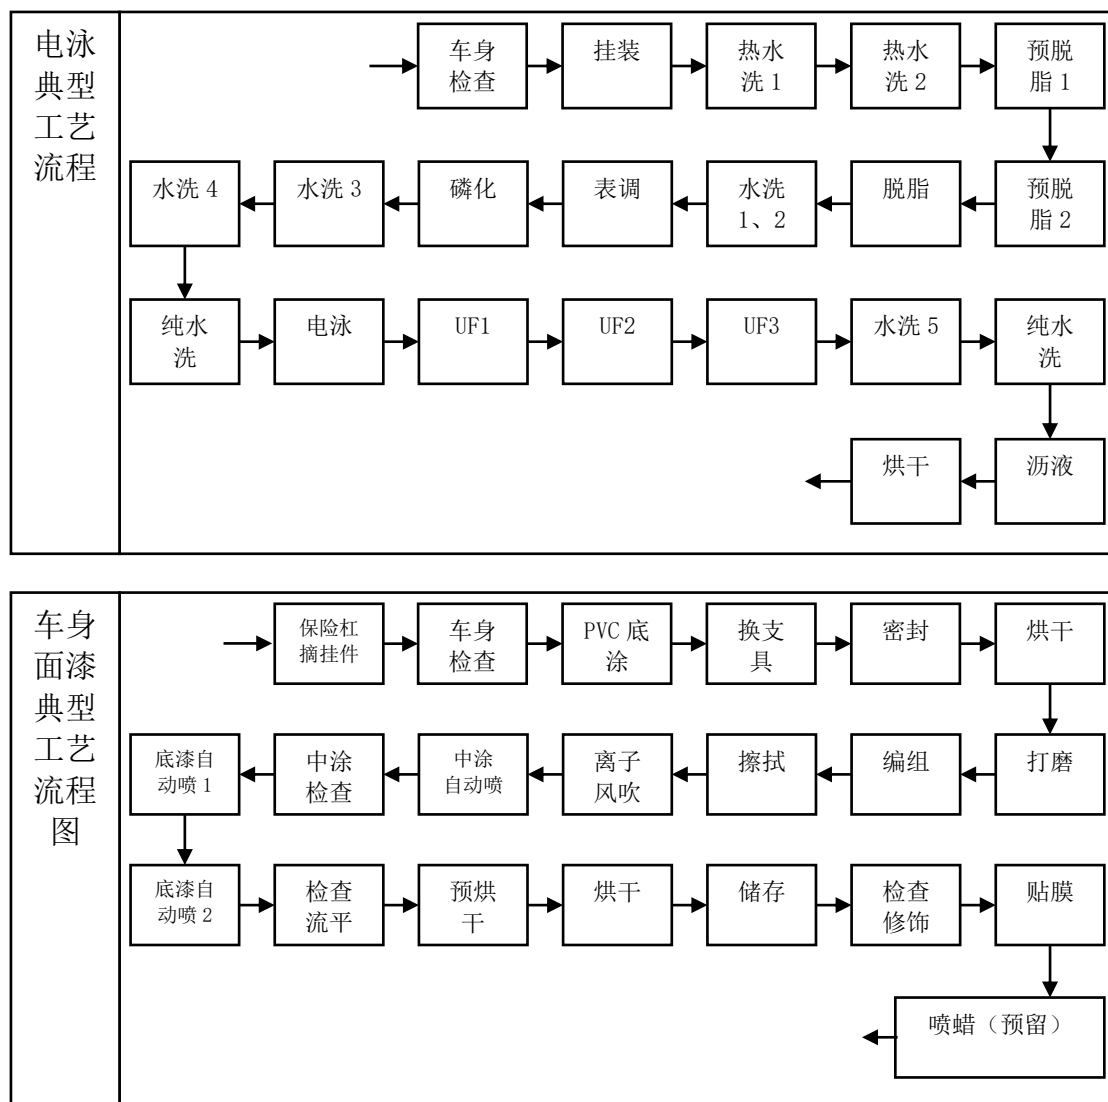 电泳
典型
工艺
流程
车身
检查
挂装
热水
洗 1
热水
洗 2
预脱
脂 1
水洗 4
水洗 3
磷化
表调
水洗
1、2
脱脂
预脱
脂 2
纯水
洗
电泳
UF1
UF2
UF3
水洗 5
纯水
洗
烘干
沥液
车身
面漆
典型
工艺
流程
图
保险杠
摘挂件
车身
检查
PVC 底
涂
换支
具
密封
烘干
底漆自
动喷 1
中涂
检查
中涂
自动喷
离子
风吹
擦拭
编组
打磨
底漆自
动喷 2
检查
流平
预烘
干
烘干
储存
检查
修饰
贴膜
喷蜡（预留）